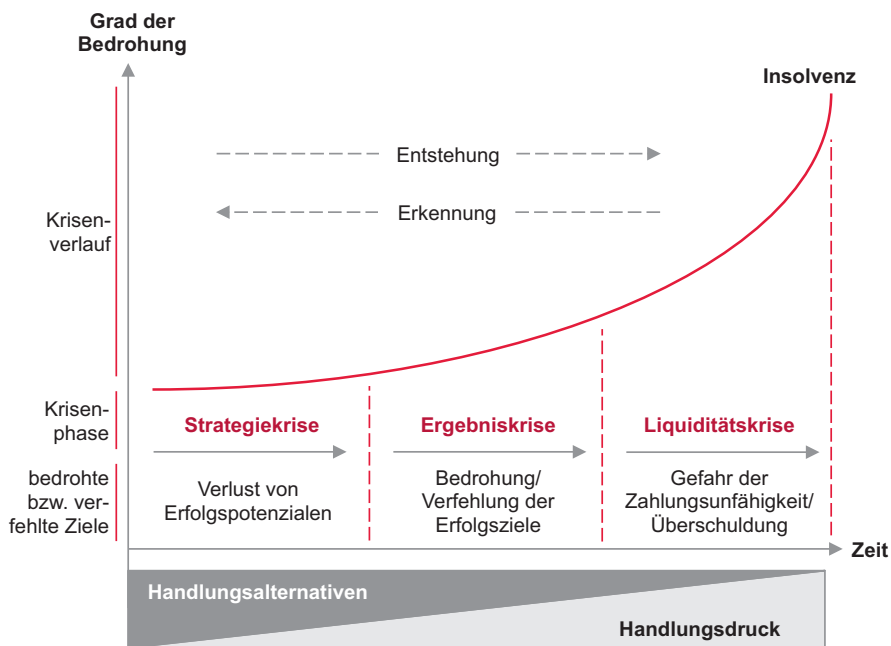 Grad der
Bedrohung
Insolvenz
Entstehung
Erkennung
Krisen-
verlauf
Krisen-
phase
Strategiekrise
Ergebniskrise
Liquiditätskrise
bedrohte
bzw. ver-
fehlte Ziele
Verlust von
Erfolgspotenzialen
Bedrohung/
Verfehlung der
Erfolgsziele
Gefahr der
Zahlungsunfähigkeit/
Überschuldung
Zeit
Handlungsalternativen
Handlungsdruck